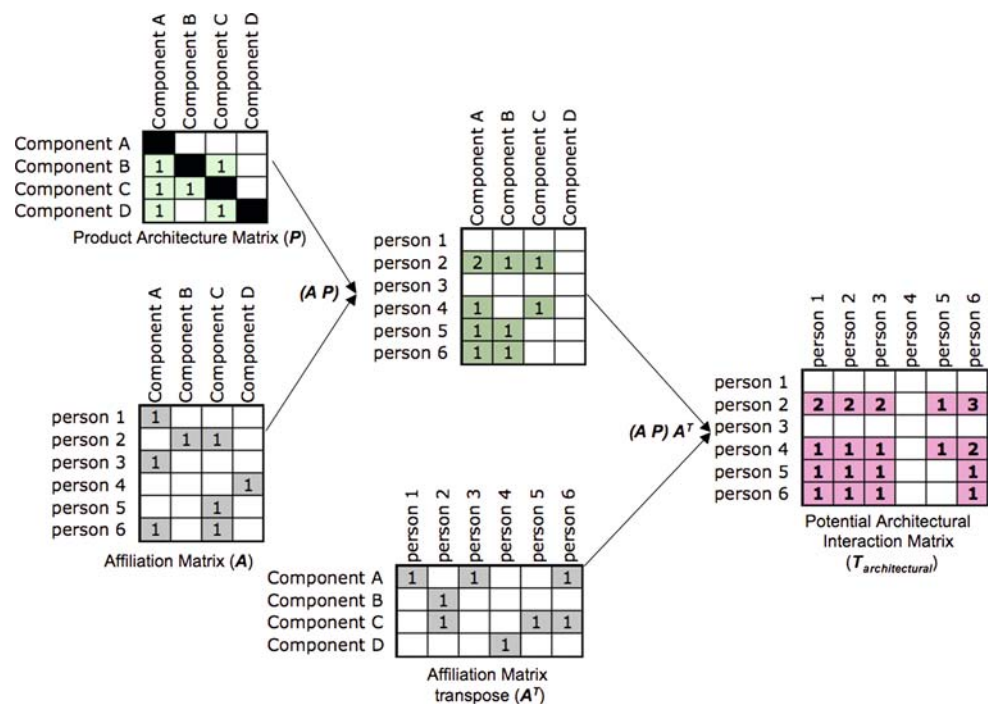 Component A
Component B
Component C
Component D
Component A
Component B 1 1
Component C 1 1
Component D 1 1
Product Architecture Matrix (P)
Component A
Component B
Component C
Component D
person 1 1
person 2 1 1
person 3 1
person 4 1
person 5 1
person 6 1 1
Affiliation Matrix (A)
(A P)
Component A
Component B
Component C
Component D
person 1
person 2 2 1 1
person 3
person 4 1 1
person 5 1 1
person 6 1 1
person 1
person 2
person 3
person 4
person 5
person 6
Component A 1 1 1
Component B 1
Component C 1 1 1
Component D 1
Affiliation Matrix
transpose (A^T)
(A P) A^T
person 1
person 2
person 3
person 4
person 5
person 6
person 1
person 2 2 2 2 1 3
person 3
person 4 1 1 1 1 2
person 5 1 1 1 1
person 6 1 1 1 1
Potential Architectural
Interaction Matrix
(T architectural)